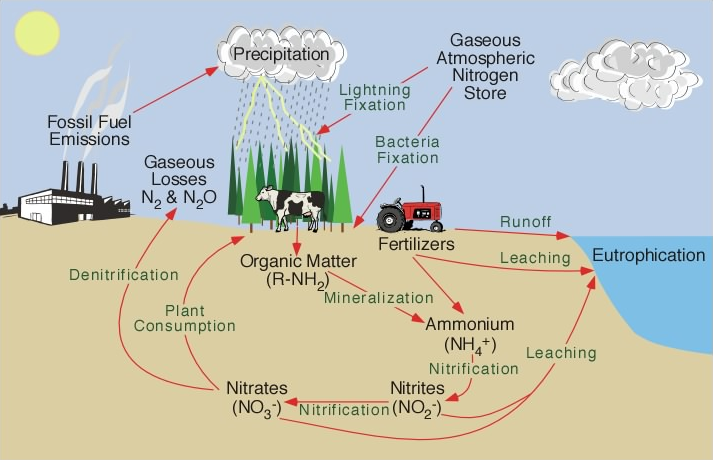 Precipitation
Gaseous
Atmospheric
Nitrogen
Store
Lightning
Fixation
Fossil Fuel
Emissions
Bacteria
Fixation
Gaseous
Losses
N₂ & N₂O
Runoff
Fertilizers
Leaching
Eutrophication
Organic Matter
(R-NH₂)
Denitrification
Mineralization
Plant
Consumption
Ammonium
(NH₄⁺)
Leaching
Nitrification
Nitrates
(NO₃-)
Nitrification
Nitrites
(NO₂-)